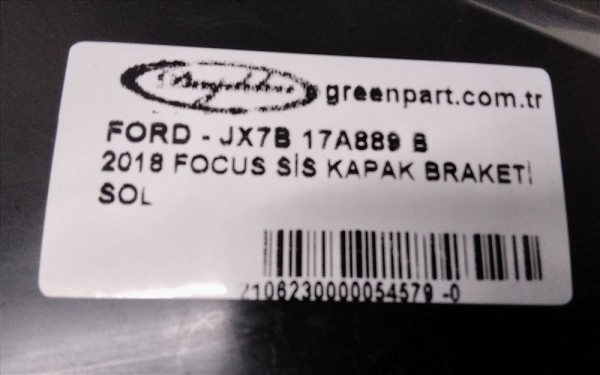 greenpart.com.tr
FORD - JX7B 17A889 B
2018 FOCUS SİS KAPAK BRAKETİ
SOL
2106230000054579 -0